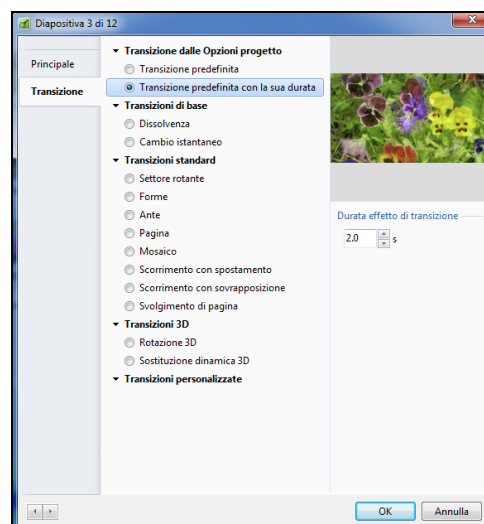 Diapositiva 3 di 12
Principale
Transizione
Transizione dalle Opzioni progetto
Transizione predefinita
Transizione predefinita con la sua durata
Transizioni di base
Dissolvenza
Cambio istantaneo
Transizioni standard
Settore rotante
Forme
Ante
Pagina
Mosaico
Scorrimento con spostamento
Scorrimento con sovrapposizione
Svolgimento di pagina
Transizioni 3D
Rotazione 3D
Sostituzione dinamica 3D
Transizioni personalizzate
Durata effetto di transizione
2.0 s
OK Annulla